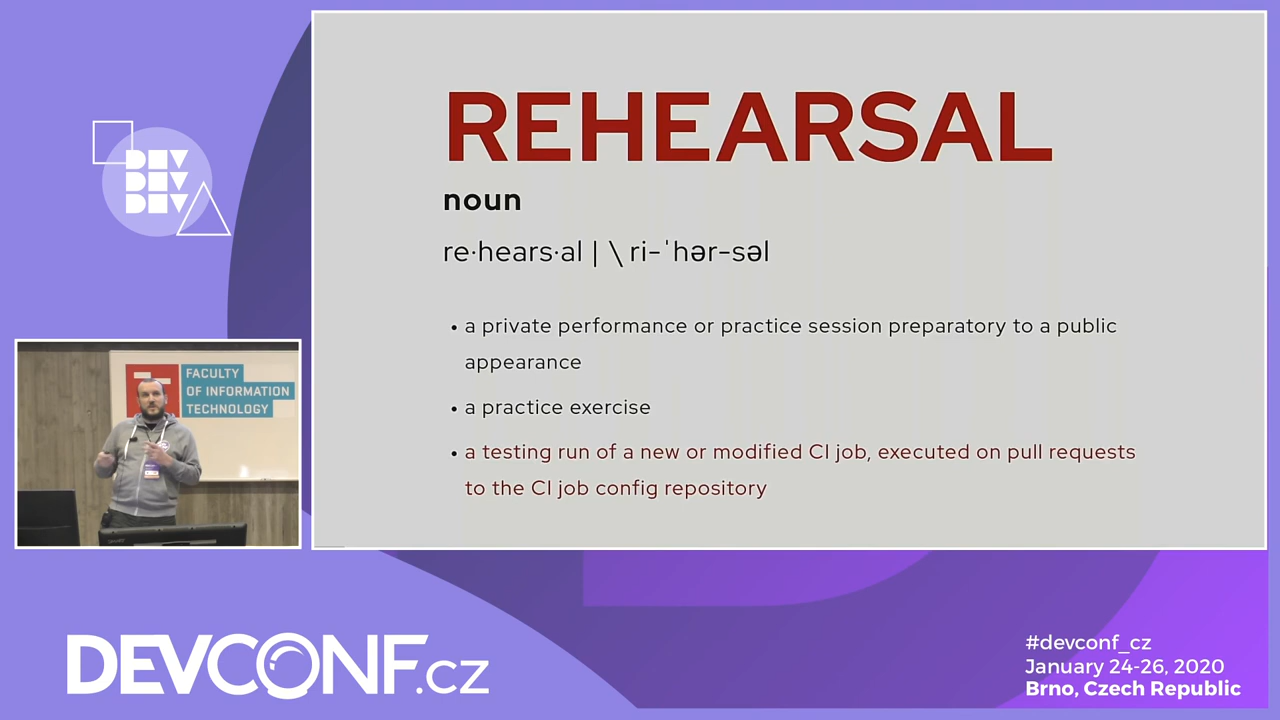 REHEARSAL
noun
re·hears·al | \ ri-ˈhər-səl
• a private performance or practice session preparatory to a public
appearance
• a practice exercise
• a testing run of a new or modified CI job, executed on pull requests
to the CI job config repository
DEV
DEV
DEV
FACULTY
OF INFORMATION
TECHNOLOGY
DEVCONF.cz
#devconf_cz
January 24-26, 2020
Brno, Czech Republic